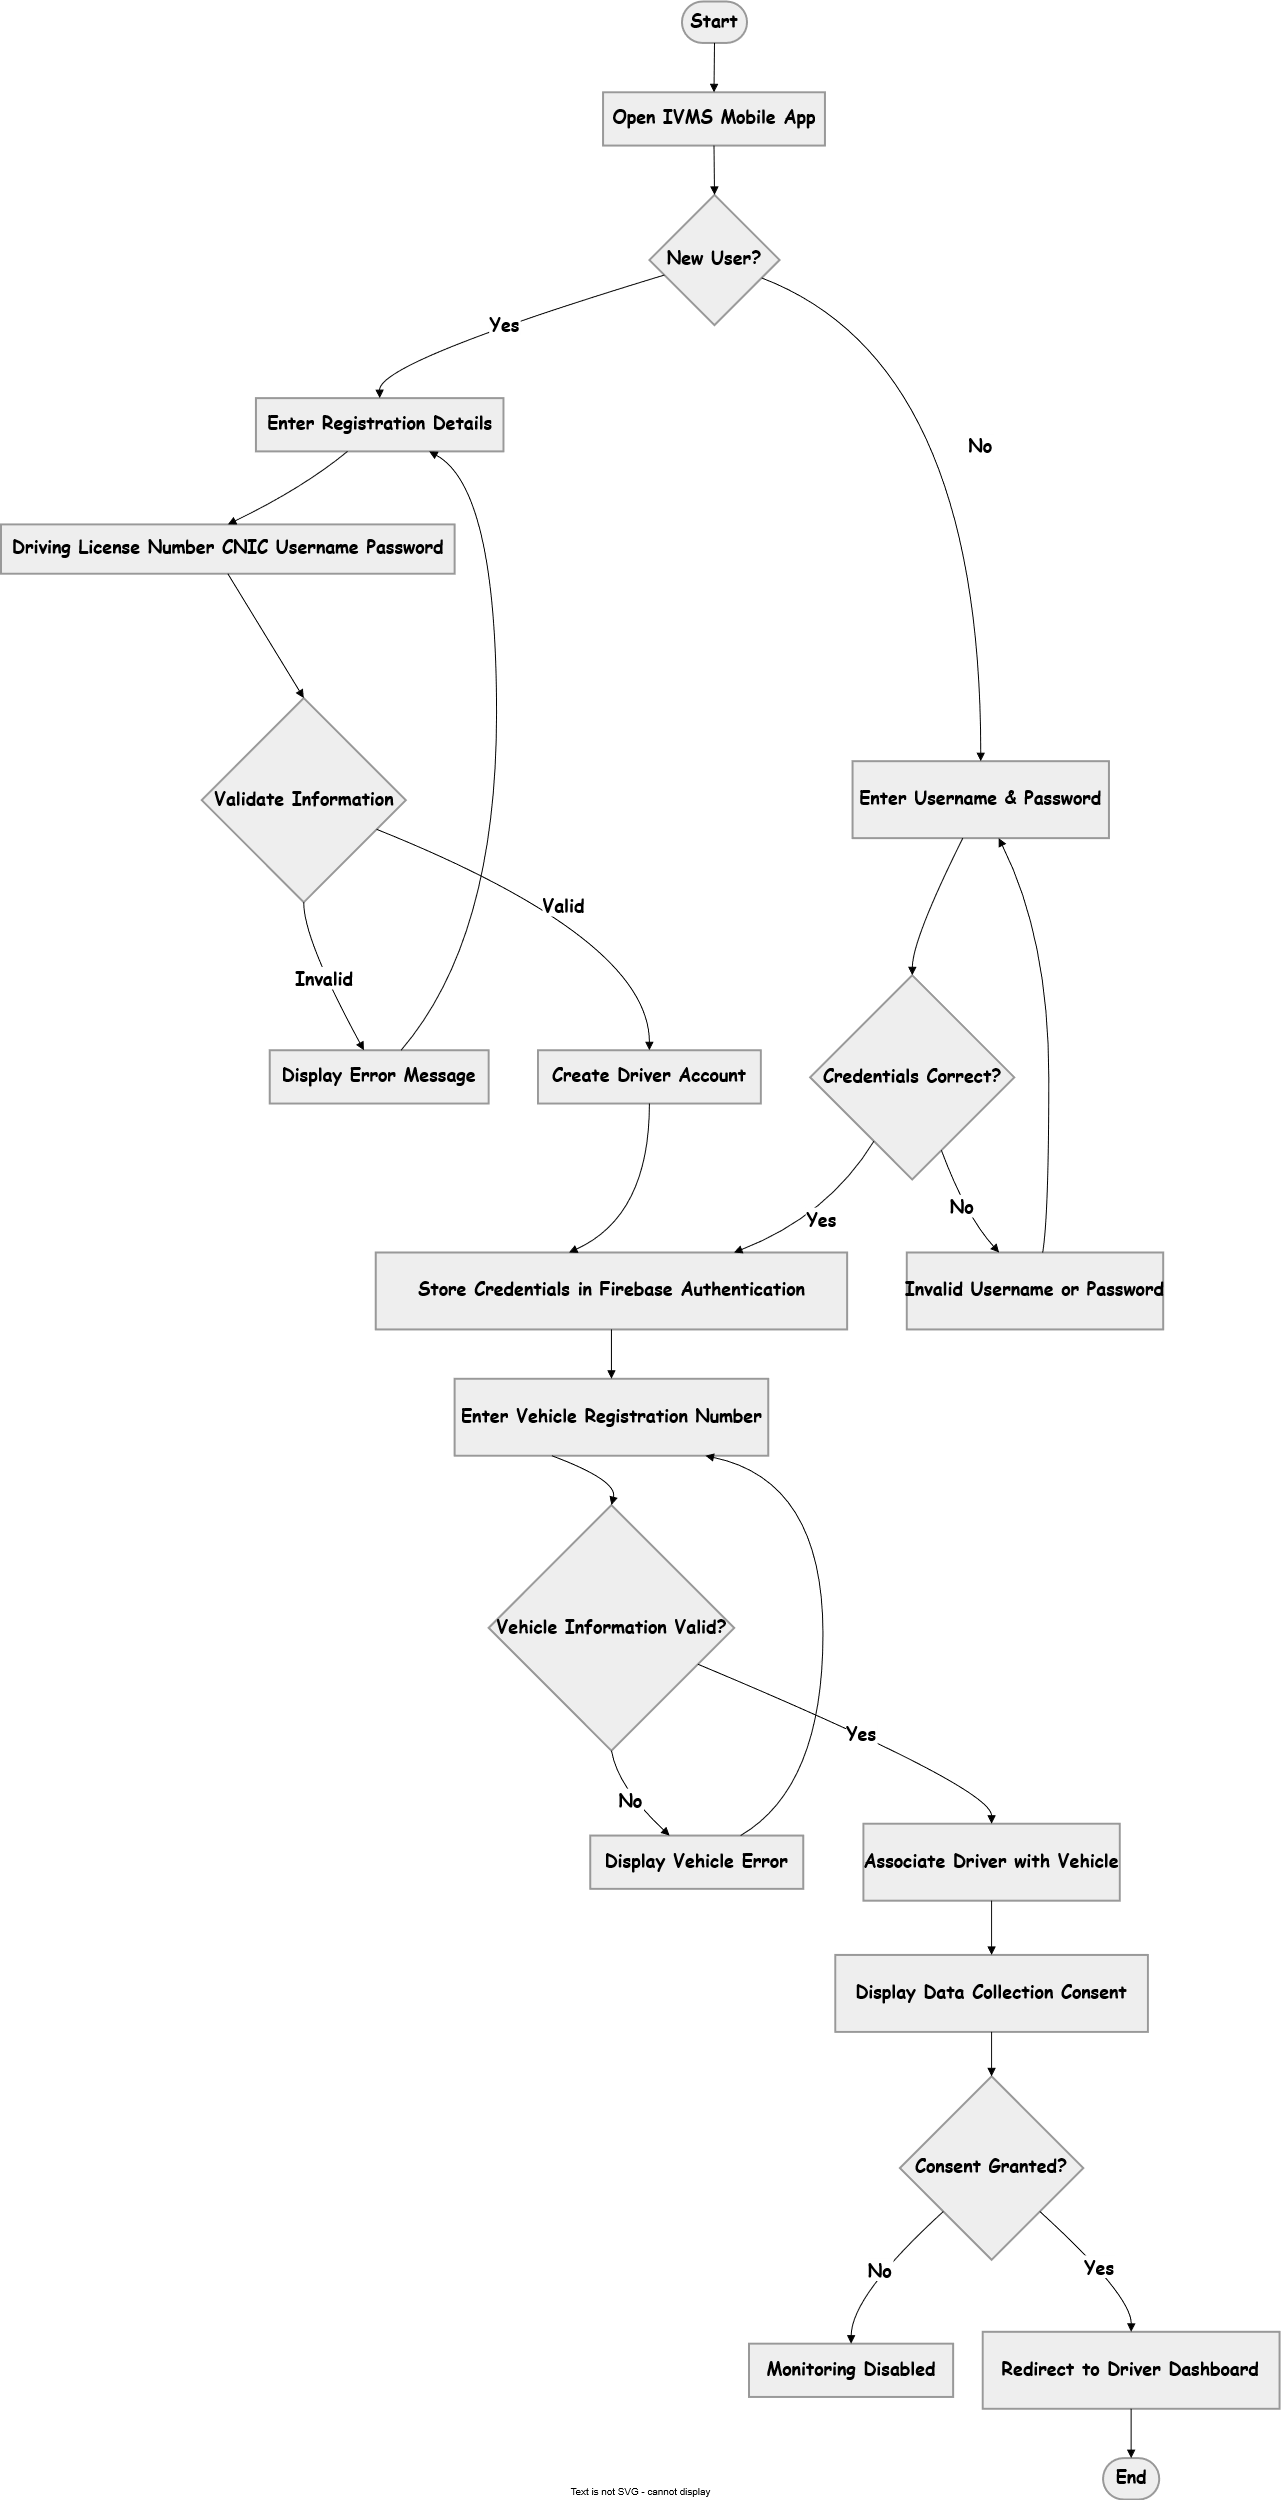 Start
Open IVMS Mobile App
New User?
Yes
No
Enter Registration Details
Driving License Number CNIC Username Password
Validate Information
Enter Username & Password
Valid
Invalid
Display Error Message
Create Driver Account
Credentials Correct?
Yes
No
Store Credentials in Firebase Authentication
Invalid Username or Password
Enter Vehicle Registration Number
Vehicle Information Valid?
Yes
No
Display Vehicle Error
Associate Driver with Vehicle
Display Data Collection Consent
Consent Granted?
No
Yes
Monitoring Disabled
Redirect to Driver Dashboard
End
Text is not SVG - cannot display